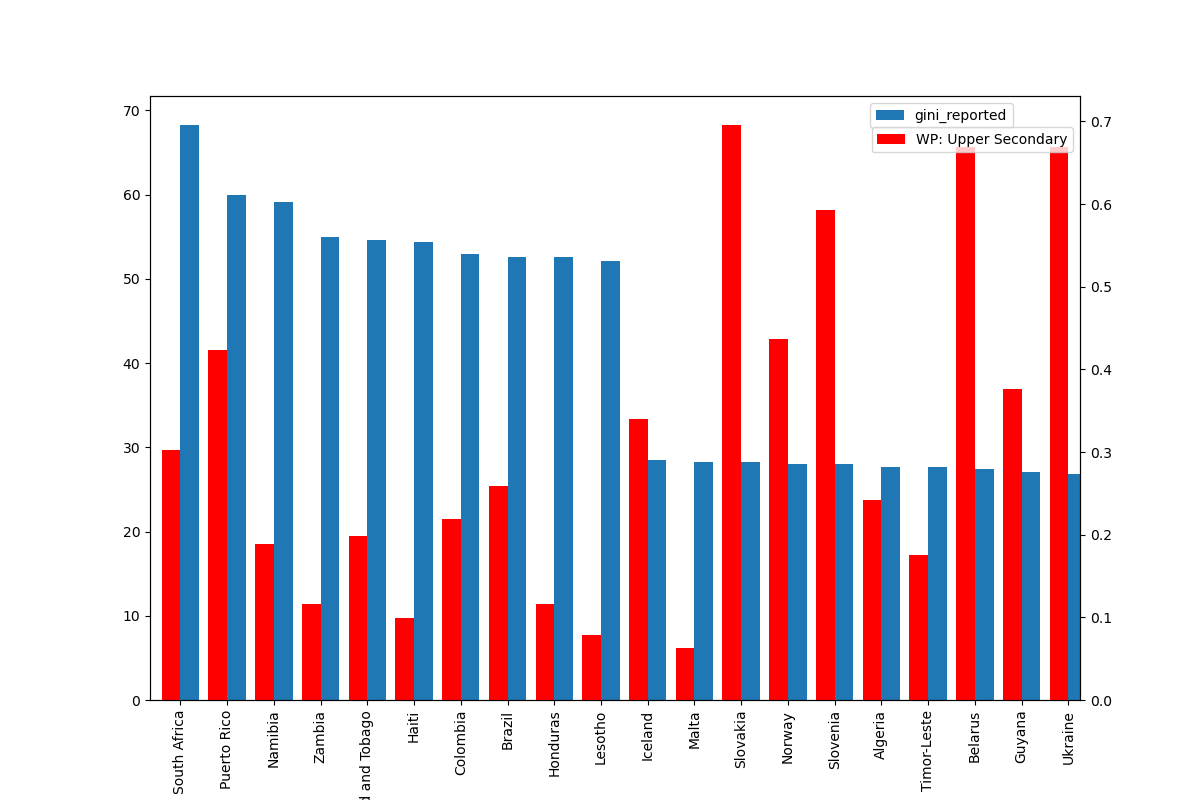 gini_reported
WP: Upper Secondary
70
60
50
40
30
20
10
0
0.7
0.6
0.5
0.4
0.3
0.2
0.1
0.0
South Africa
Puerto Rico
Namibia
Zambia
and Tobago
Haiti
Colombia
Brazil
Honduras
Lesotho
Iceland
Malta
Slovakia
Norway
Slovenia
Algeria
Timor-Leste
Belarus
Guyana
Ukraine